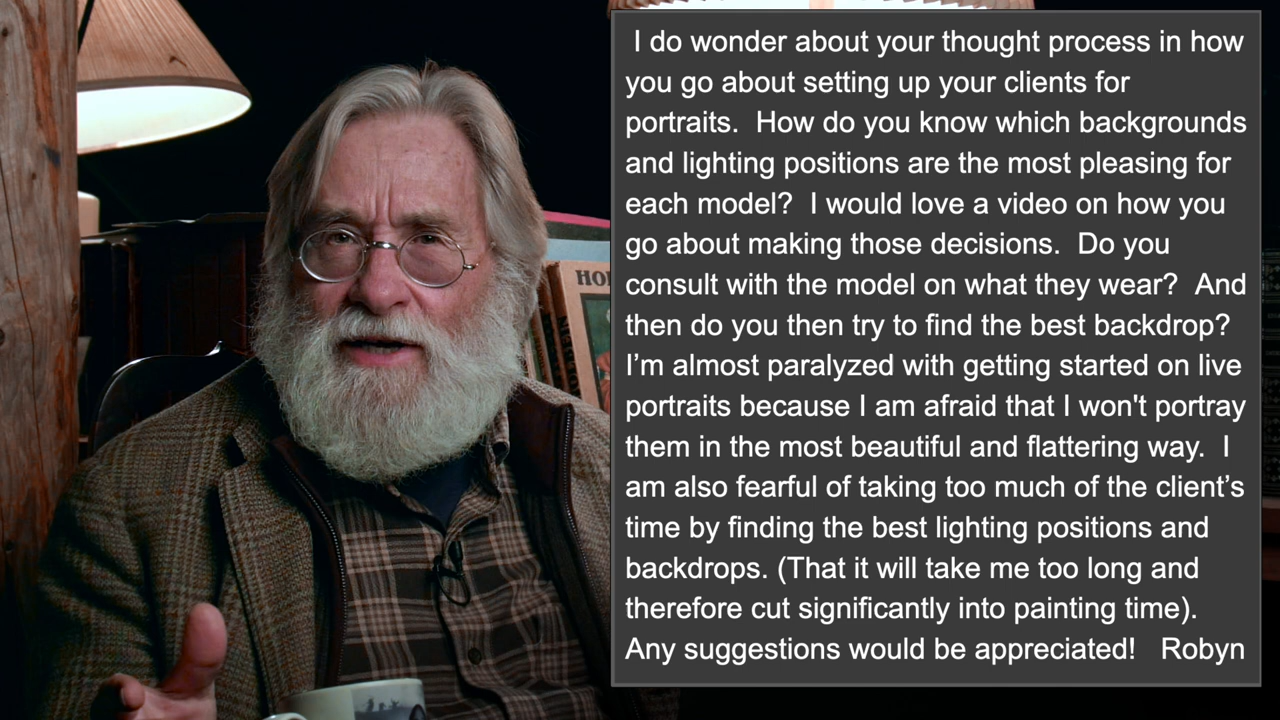 I do wonder about your thought process in how
you go about setting up your clients for
portraits.  How do you know which backgrounds
and lighting positions are the most pleasing for
each model?  I would love a video on how you
go about making those decisions.  Do you
consult with the model on what they wear?  And
then do you then try to find the best backdrop?
I’m almost paralyzed with getting started on live
portraits because I am afraid that I won't portray
them in the most beautiful and flattering way.  I
am also fearful of taking too much of the client’s
time by finding the best lighting positions and
backdrops. (That it will take me too long and
therefore cut significantly into painting time).
Any suggestions would be appreciated!   Robyn